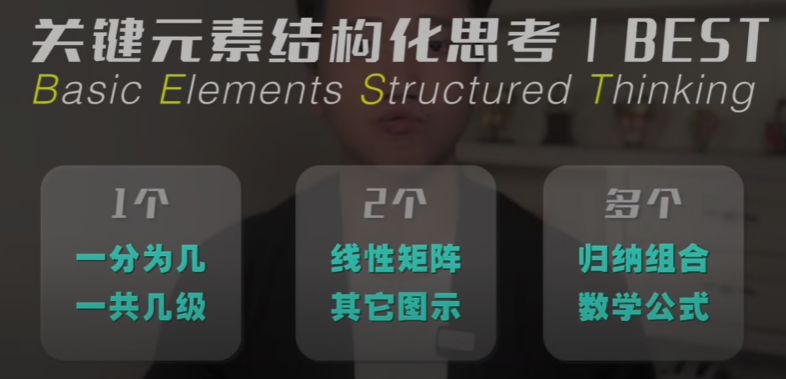 关键元素结构化思考 | BEST
Basic Elements Structured Thinking
1个
一分为几
一共几级
2个
线性矩阵
其它图示
多个
归纳组合
数学公式